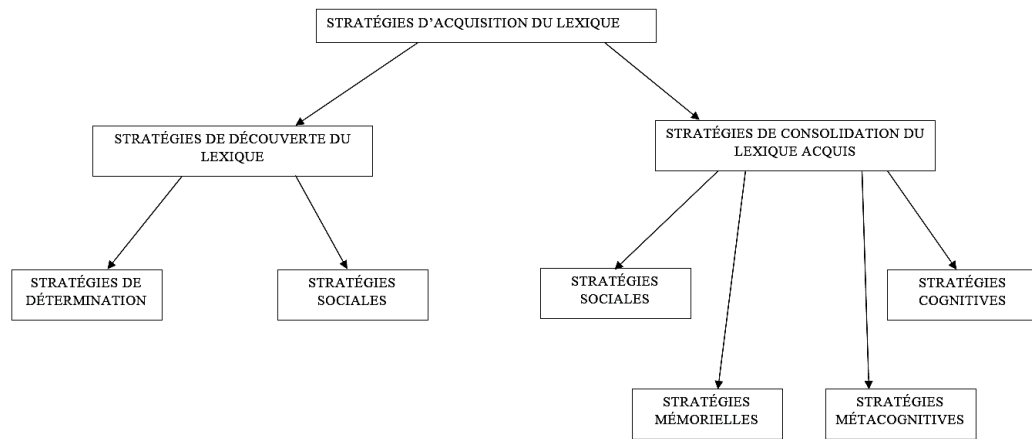 STRATÉGIES D’ACQUISITION DU LEXIQUE
STRATÉGIES DE DÉCOUVERTE DU
LEXIQUE
STRATÉGIES DE CONSOLIDATION DU
LEXIQUE ACQUIS
STRATÉGIES DE
DÉTERMINATION
STRATÉGIES
SOCIALES
STRATÉGIES
SOCIALES
STRATÉGIES
COGNITIVES
STRATÉGIES
MÉMORIELLES
STRATÉGIES
MÉTACOGNITIVES